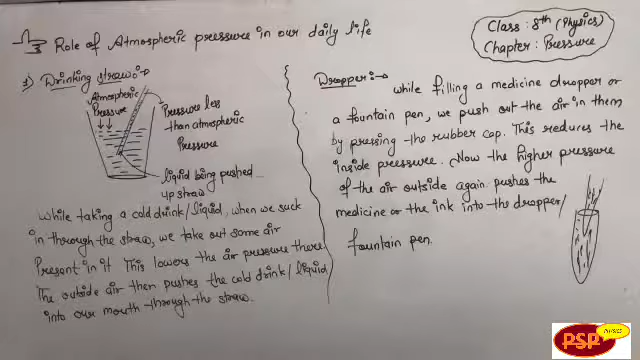 Role of Atmospheric pressure in our daily life
Class: 8th (Physics)
Chapter: Pressure
1) Drinking straw:→
Atmospheric
Pressure
Pressure less
than atmospheric
Pressure
liquid being pushed
up straw
While taking a cold drink/liquid, when we suck
in through the straw, we take out some air
Present in it. This lowers the air pressure there
The outside air then pushes the cold drink/liquid
into our mouth through the straw.
Dropper:→
While filling a medicine dropper or
a fountain pen, we push out the air in them
by pressing the rubber cap. This reduces the
inside pressure. Now the higher pressure
of the air outside again pushes the
medicine or the ink into the dropper/
fountain pen.
PHYSICS
PSP